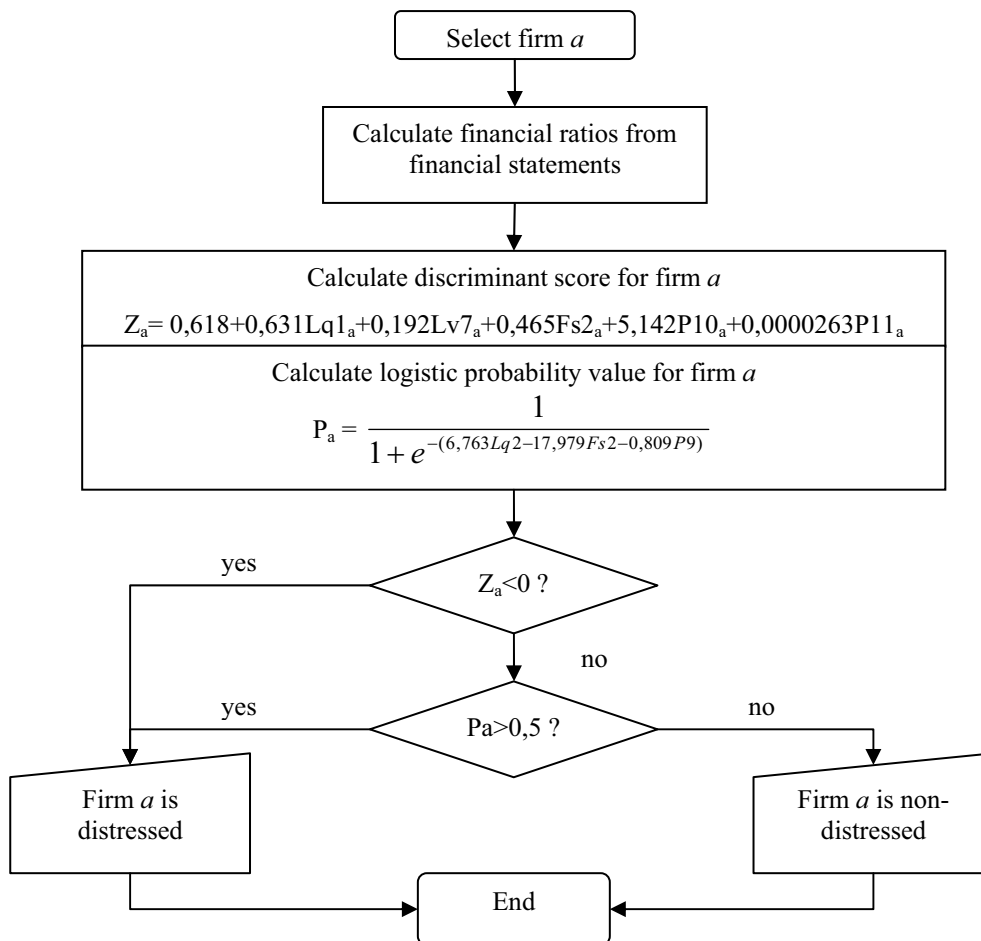 Select firm a
Calculate financial ratios from
financial statements
Calculate discriminant score for firm a
Zₐ= 0,618+0,631Lq1ₐ+0,192Lv7ₐ+0,465Fs2ₐ+5,142P10ₐ+0,0000263P11ₐ
Calculate logistic probability value for firm a
Pₐ = 1 / 1 + e^-(6,763Lq2-17,979Fs2-0,809P9)
yes
Zₐ<0 ?
no
yes
Pa>0,5 ?
no
Firm a is
distressed
Firm a is non-
distressed
End